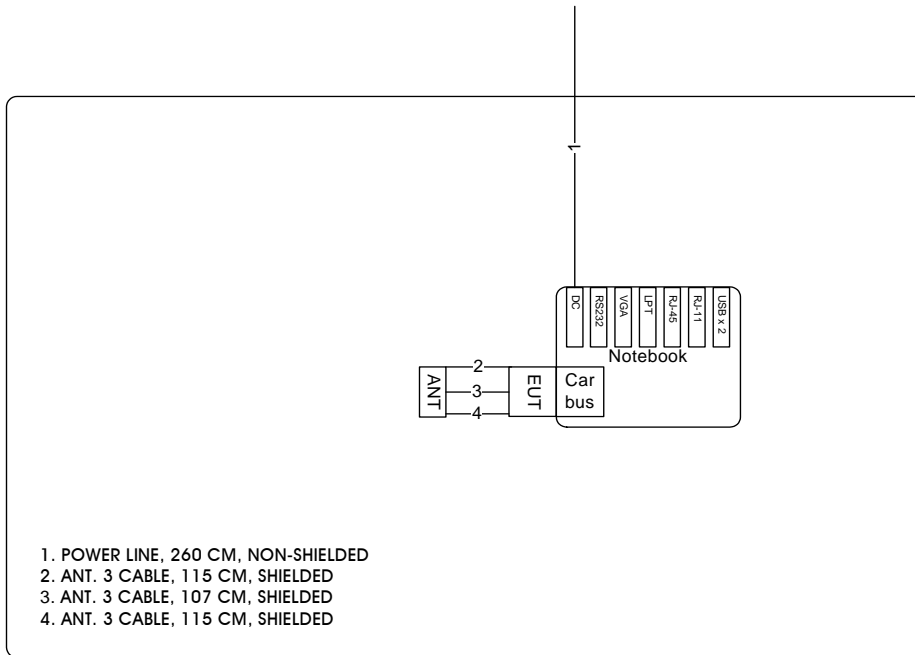 1
DC
RS232
VGA
LPT
RJ-45
RJ-11
USB x 2
Notebook
ANT
2
3
4
EUT
Car
bus
1. POWER LINE, 260 CM, NON-SHIELDED
2. ANT. 3 CABLE, 115 CM, SHIELDED
3. ANT. 3 CABLE, 107 CM, SHIELDED
4. ANT. 3 CABLE, 115 CM, SHIELDED